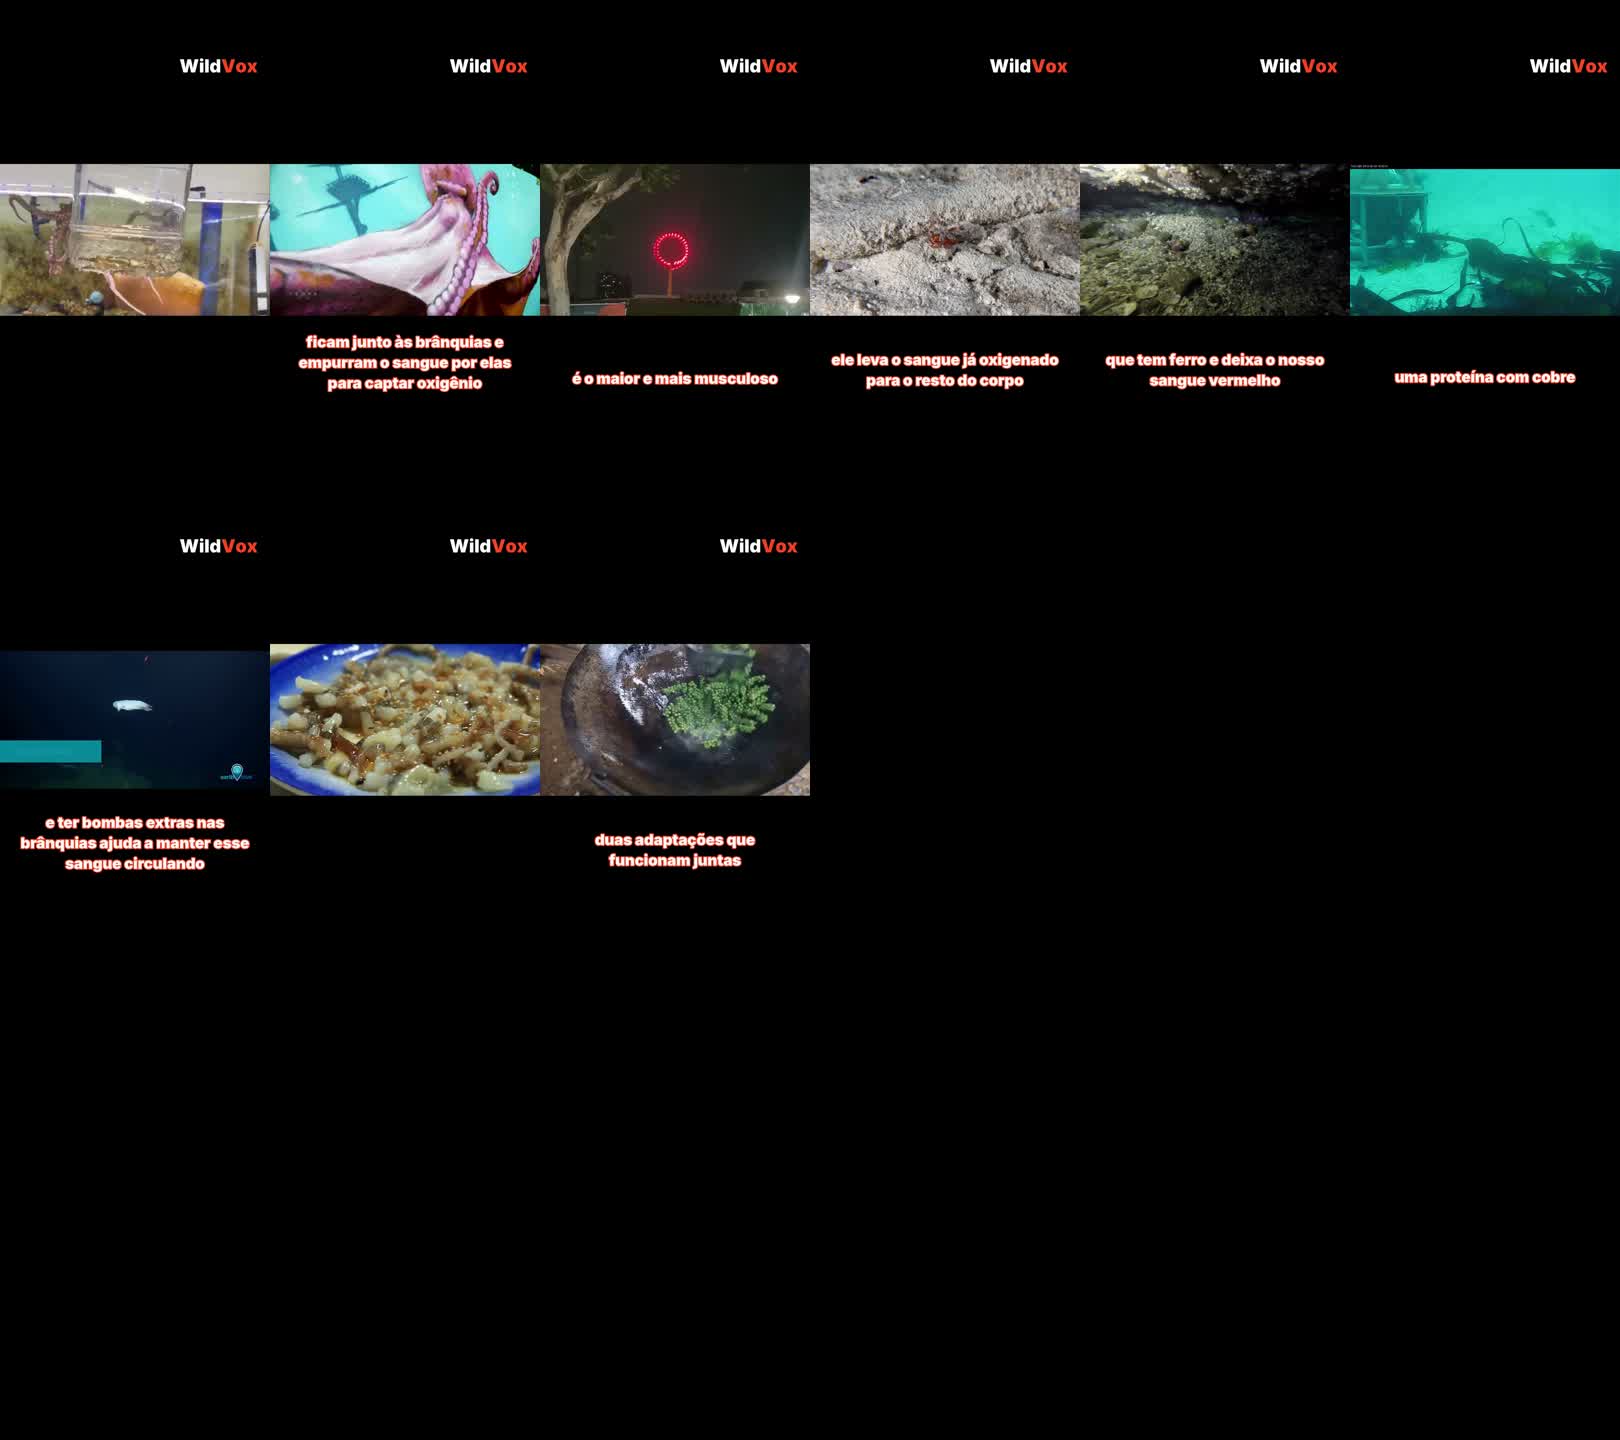 WildVox
WildVox
WildVox
WildVox
WildVox
WildVox
ficam junto às brânquias e
empurram o sangue por elas
para captar oxigênio
é o maior e mais musculoso
ele leva o sangue já oxigenado
para o resto do corpo
que tem ferro e deixa o nosso
sangue vermelho
uma proteína com cobre
WildVox
WildVox
WildVox
e ter bombas extras nas
brânquias ajuda a manter esse
sangue circulando
duas adaptações que
funcionam juntas